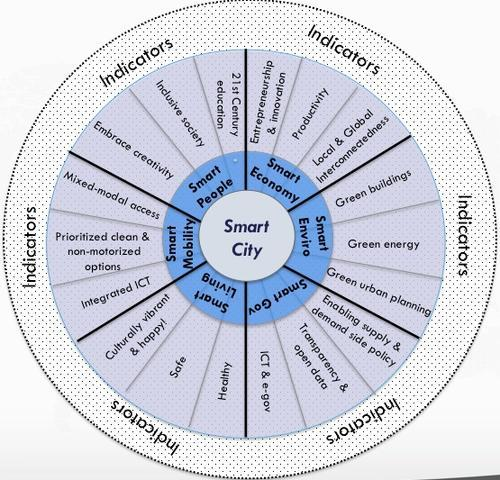 Smart
City
Smart
Economy
Smart
Enviro
Smart Gov
Smart
Living
Smart
Mobility
Smart
People
Entrepreneurship
& innovation
Productivity
Local & Global
Interconnectedness
Green buildings
Green energy
Green urban planning
Enabling supply &
demand side policy
Transparency &
open data
ICT & e-gov
Healthy
Safe
Culturally vibrant
& happy!
Integrated ICT
Prioritized clean &
non-motorized
options
Mixed-modal access
Embrace creativity
Inclusive society
21st Century
education
Indicators
Indicators
Indicators
Indicators
Indicators
Indicators